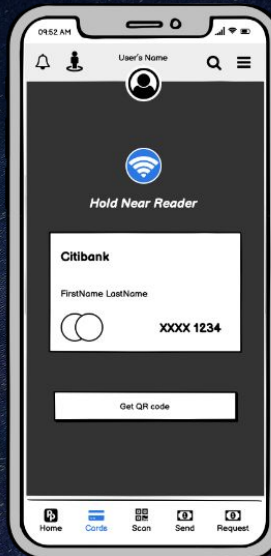 09:52 AM
User's Name
Hold Near Reader
Citibank
FirstName LastName
XXXX 1234
Get QR code
Home Cards Scan Send Request